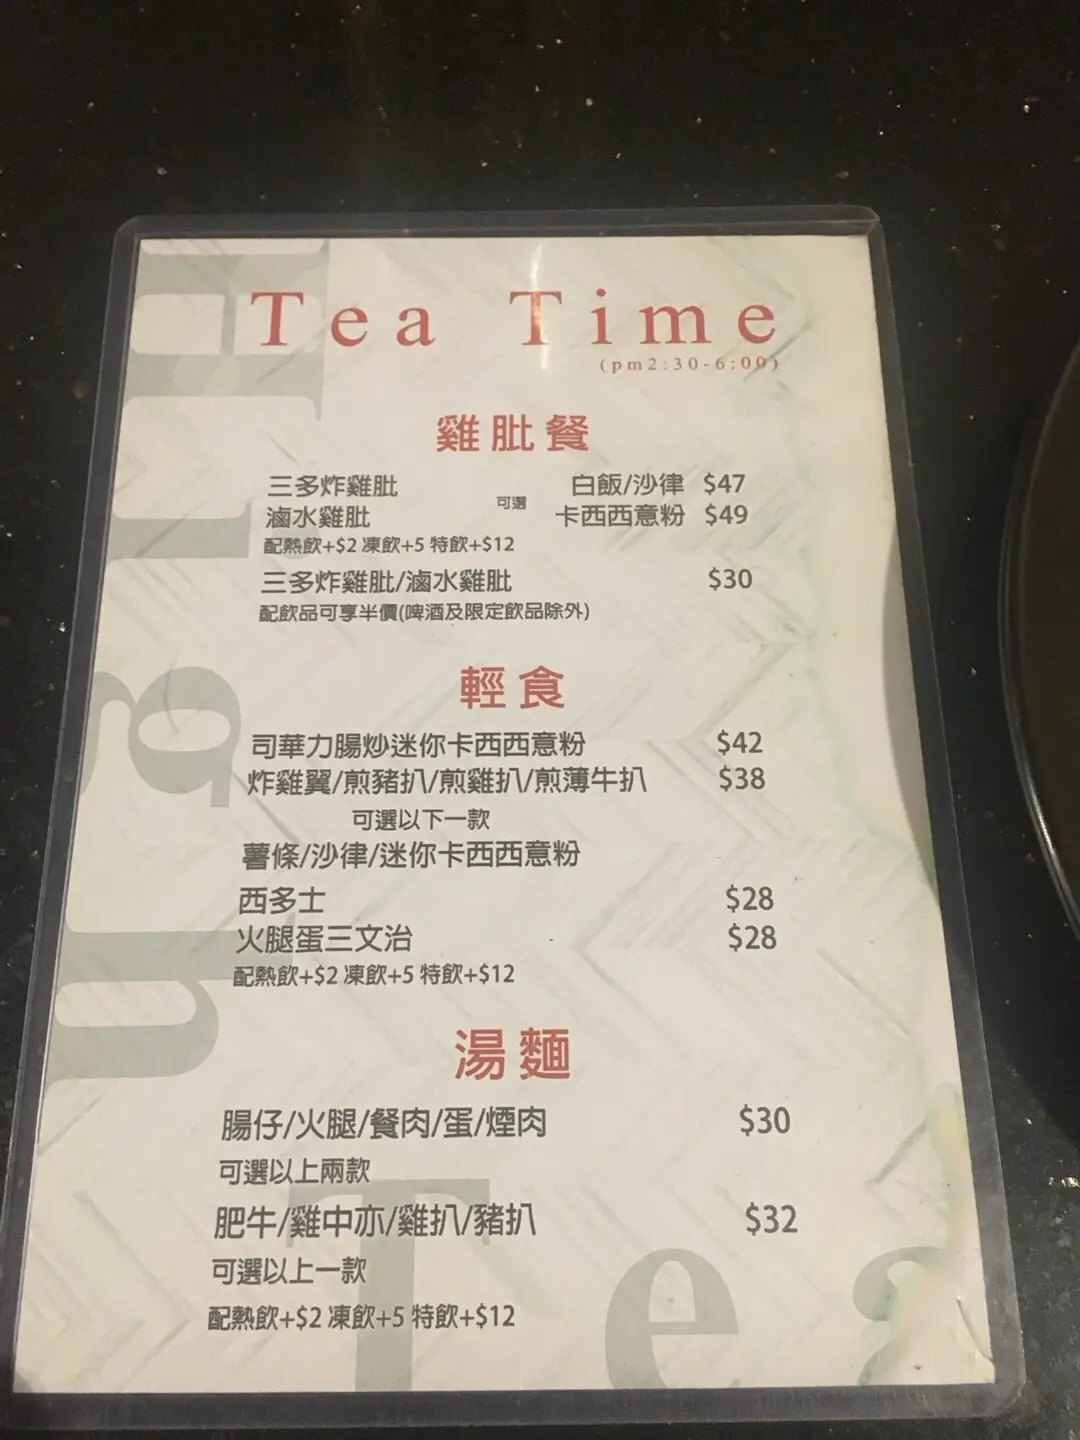 Tea Time
(pm2:30-6:00)
雞肶餐
三多炸雞肶 白飯/沙律 $47
可選
滷水雞肶 卡西西意粉 $49
配熱飲+$2 凍飲+5 特飲+$12
三多炸雞肶/滷水雞肶 $30
配飲品可享半價(啤酒及限定飲品除外)
輕食
司華力腸炒迷你卡西西意粉 $42
炸雞翼/煎豬扒/煎雞扒/煎薄牛扒 $38
可選以下一款
薯條/沙律/迷你卡西西意粉
西多士 $28
火腿蛋三文治 $28
配熱飲+$2 凍飲+5 特飲+$12
湯麵
腸仔/火腿/餐肉/蛋/煙肉 $30
可選以上兩款
肥牛/雞中亦/雞扒/豬扒 $32
可選以上一款
配熱飲+$2 凍飲+5 特飲+$12
Tea